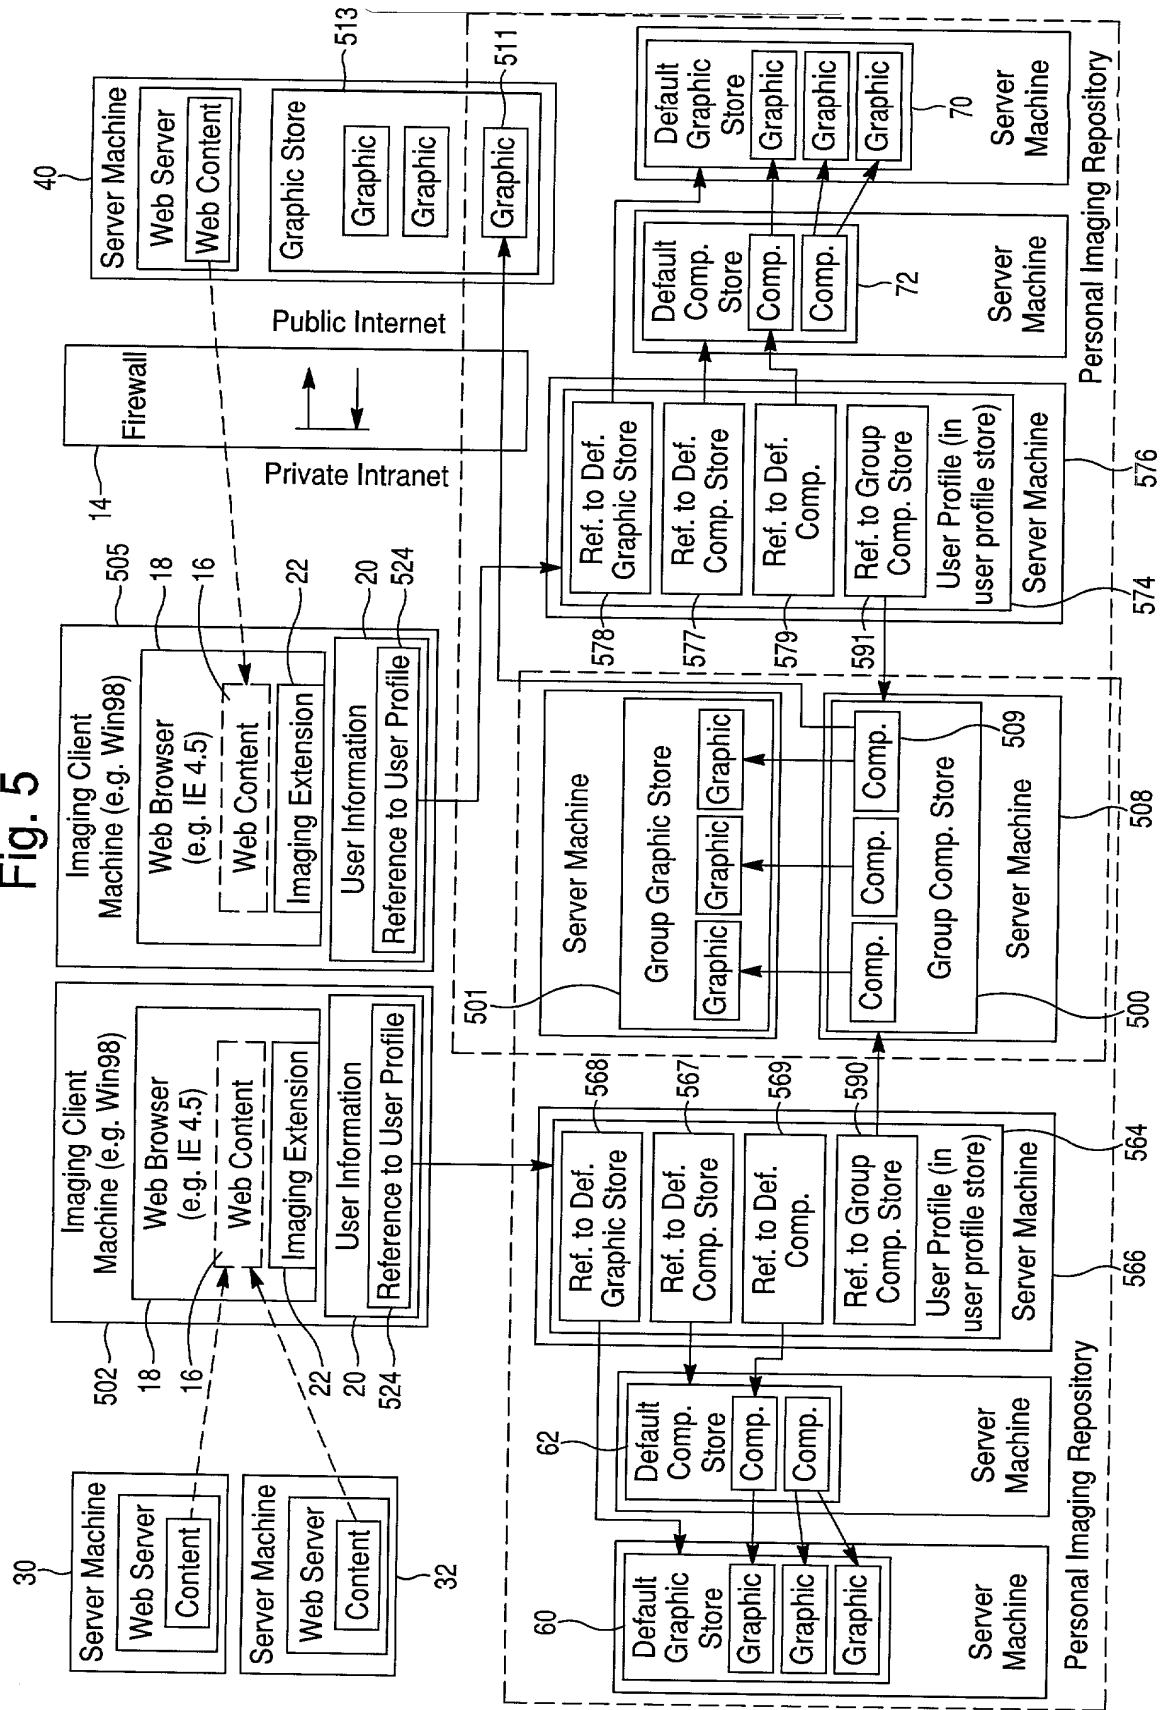 Fig. 5
30
Server Machine
Web Server
Content
Server Machine
Web Server
Content
32
502
18
16
22
20
524
Imaging Client
Machine (e.g. Win98)
Web Browser
(e.g. IE 4.5)
Web Content
Imaging Extension
User Information
Reference to User Profile
Imaging Client
Machine (e.g. Win98)
Web Browser
(e.g. IE 4.5)
Web Content
Imaging Extension
User Information
Reference to User Profile
505
18
16
22
20
524
14
Firewall
Private Intranet
Public Internet
40
Server Machine
Web Server
Web Content
Graphic Store
Graphic
Graphic
Graphic
513
511
60
Default
Graphic
Store
Graphic
Graphic
Graphic
Server
Machine
62
Default
Comp.
Store
Comp.
Comp.
Server
Machine
Personal Imaging Repository
Ref. to Def.
Graphic Store
Ref. to Def.
Comp. Store
Ref. to Def.
Comp.
Ref. to Group
Comp. Store
User Profile (in
user profile store)
Server Machine
568
567
569
590
564
566
501
Server Machine
Group Graphic Store
Graphic
Graphic
Graphic
Comp.
Comp.
Comp.
Group Comp. Store
Server Machine
509
508
500
578
577
579
591
Ref. to Def.
Graphic Store
Ref. to Def.
Comp. Store
Ref. to Def.
Comp.
Ref. to Group
Comp. Store
User Profile (in
user profile store)
Server Machine
574
576
Default
Comp.
Store
Comp.
Comp.
72
Server
Machine
Default
Graphic
Store
Graphic
Graphic
Graphic
70
Server
Machine
Personal Imaging Repository